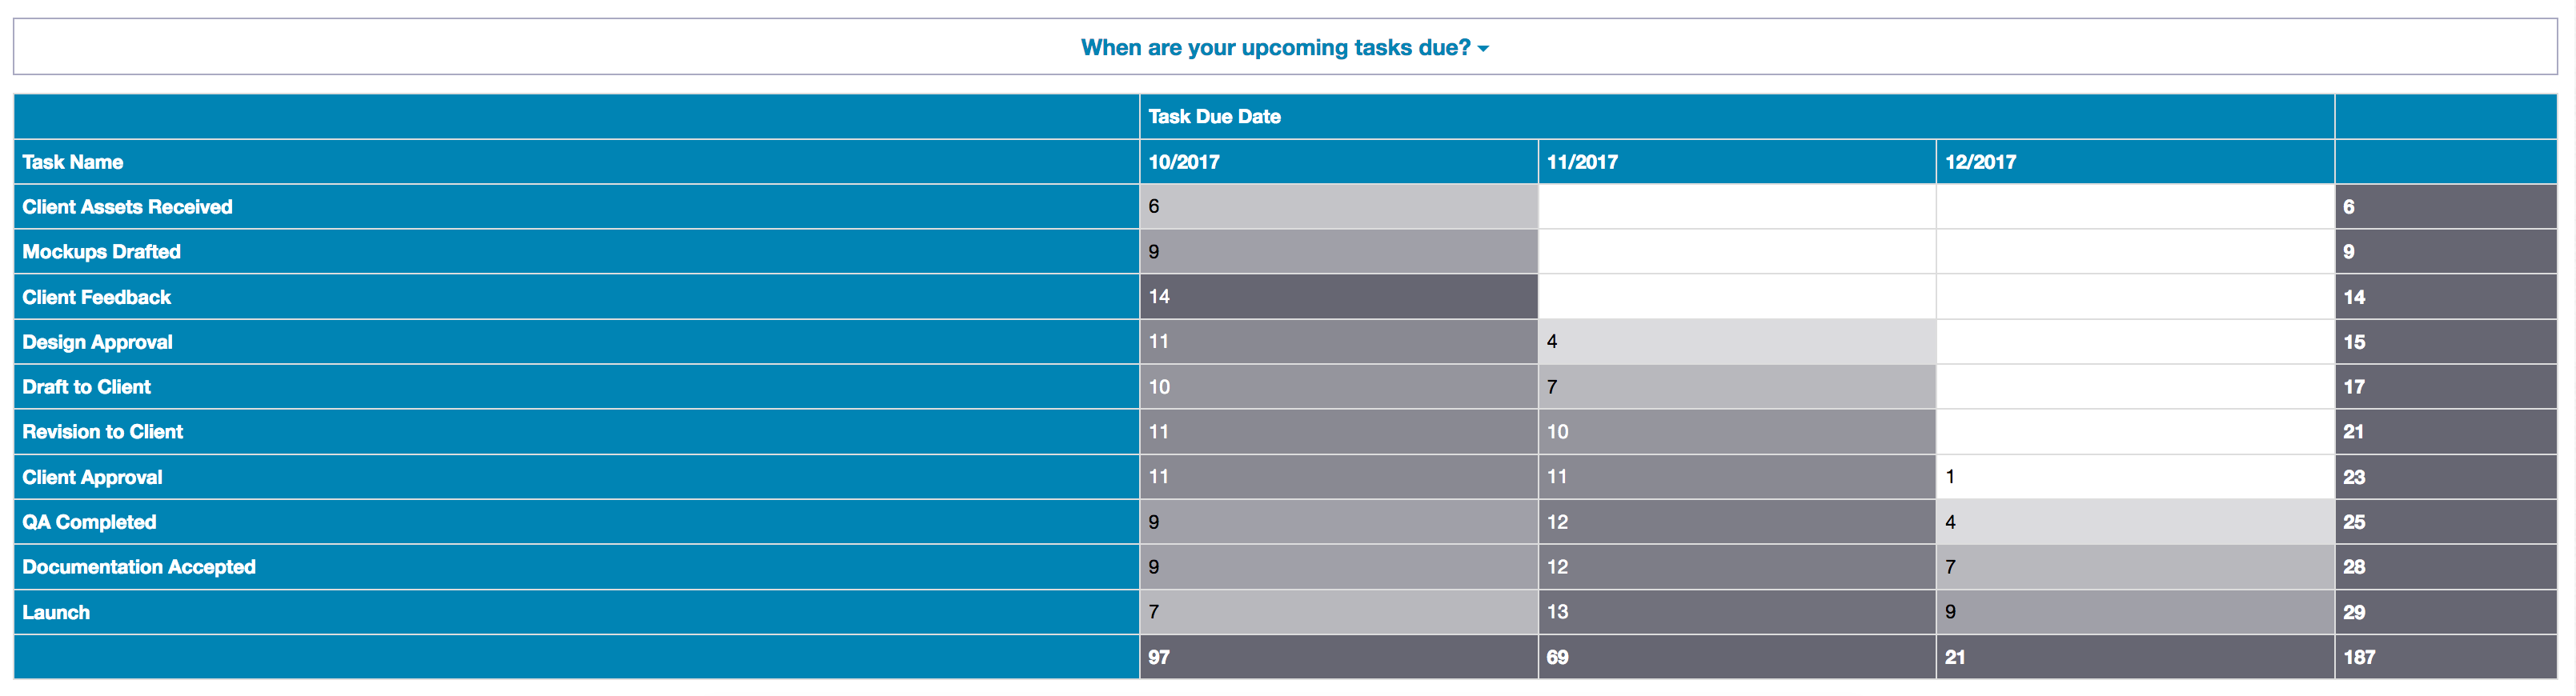 When are your upcoming tasks due?
Task Due Date
Task Name 10/2017 11/2017 12/2017
Client Assets Received 6 6
Mockups Drafted 9 9
Client Feedback 14 14
Design Approval 11 4 15
Draft to Client 10 7 17
Revision to Client 11 10 21
Client Approval 11 11 1 23
QA Completed 9 12 4 25
Documentation Accepted 9 12 7 28
Launch 7 13 9 29
97 69 21 187